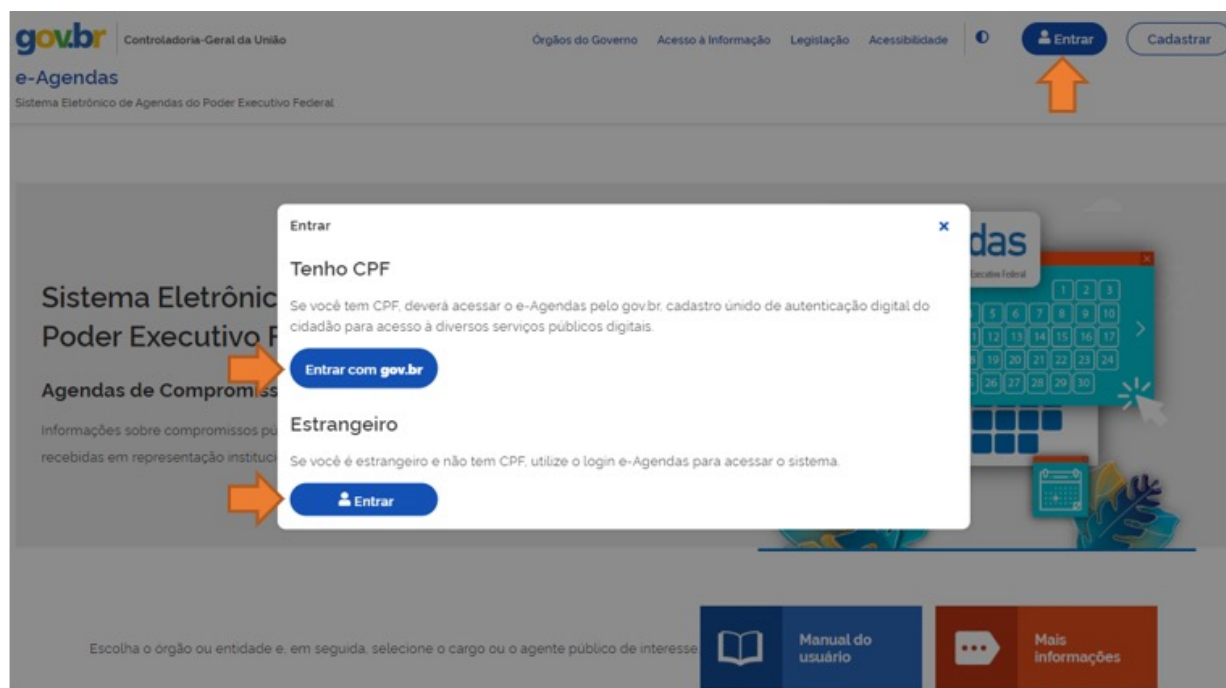 gov.br
Controladoria-Geral da União
Órgãos do Governo
Acesso à Informação
Legislação
Acessibilidade
Entrar
Cadastrar
e-Agendas
Sistema Eletrônico de Agendas do Poder Executivo Federal
Entrar
×
Tenho CPF
Se você tem CPF, deverá acessar o e-Agendas pelo gov.br, cadastro único de autenticação digital do
cidadão para acesso à diversos serviços públicos digitais.
Entrar com gov.br
Estrangeiro
Se você é estrangeiro e não tem CPF, utilize o login e-Agendas para acessar o sistema.
Entrar
Sistema Eletrônic
Poder Executivo F
Agendas de Compromiss
Informações sobre compromissos pú
recebidas em representação instituci
das
Executivo Federal
1 2 3
5 6 7 8 9 10
12 13 14 15 16 17
19 20 21 22 23 24
26 27 28 29 30
Escolha o órgão ou entidade e, em seguida, selecione o cargo ou o agente público de interesse
Manual do
usuário
Mais
informações